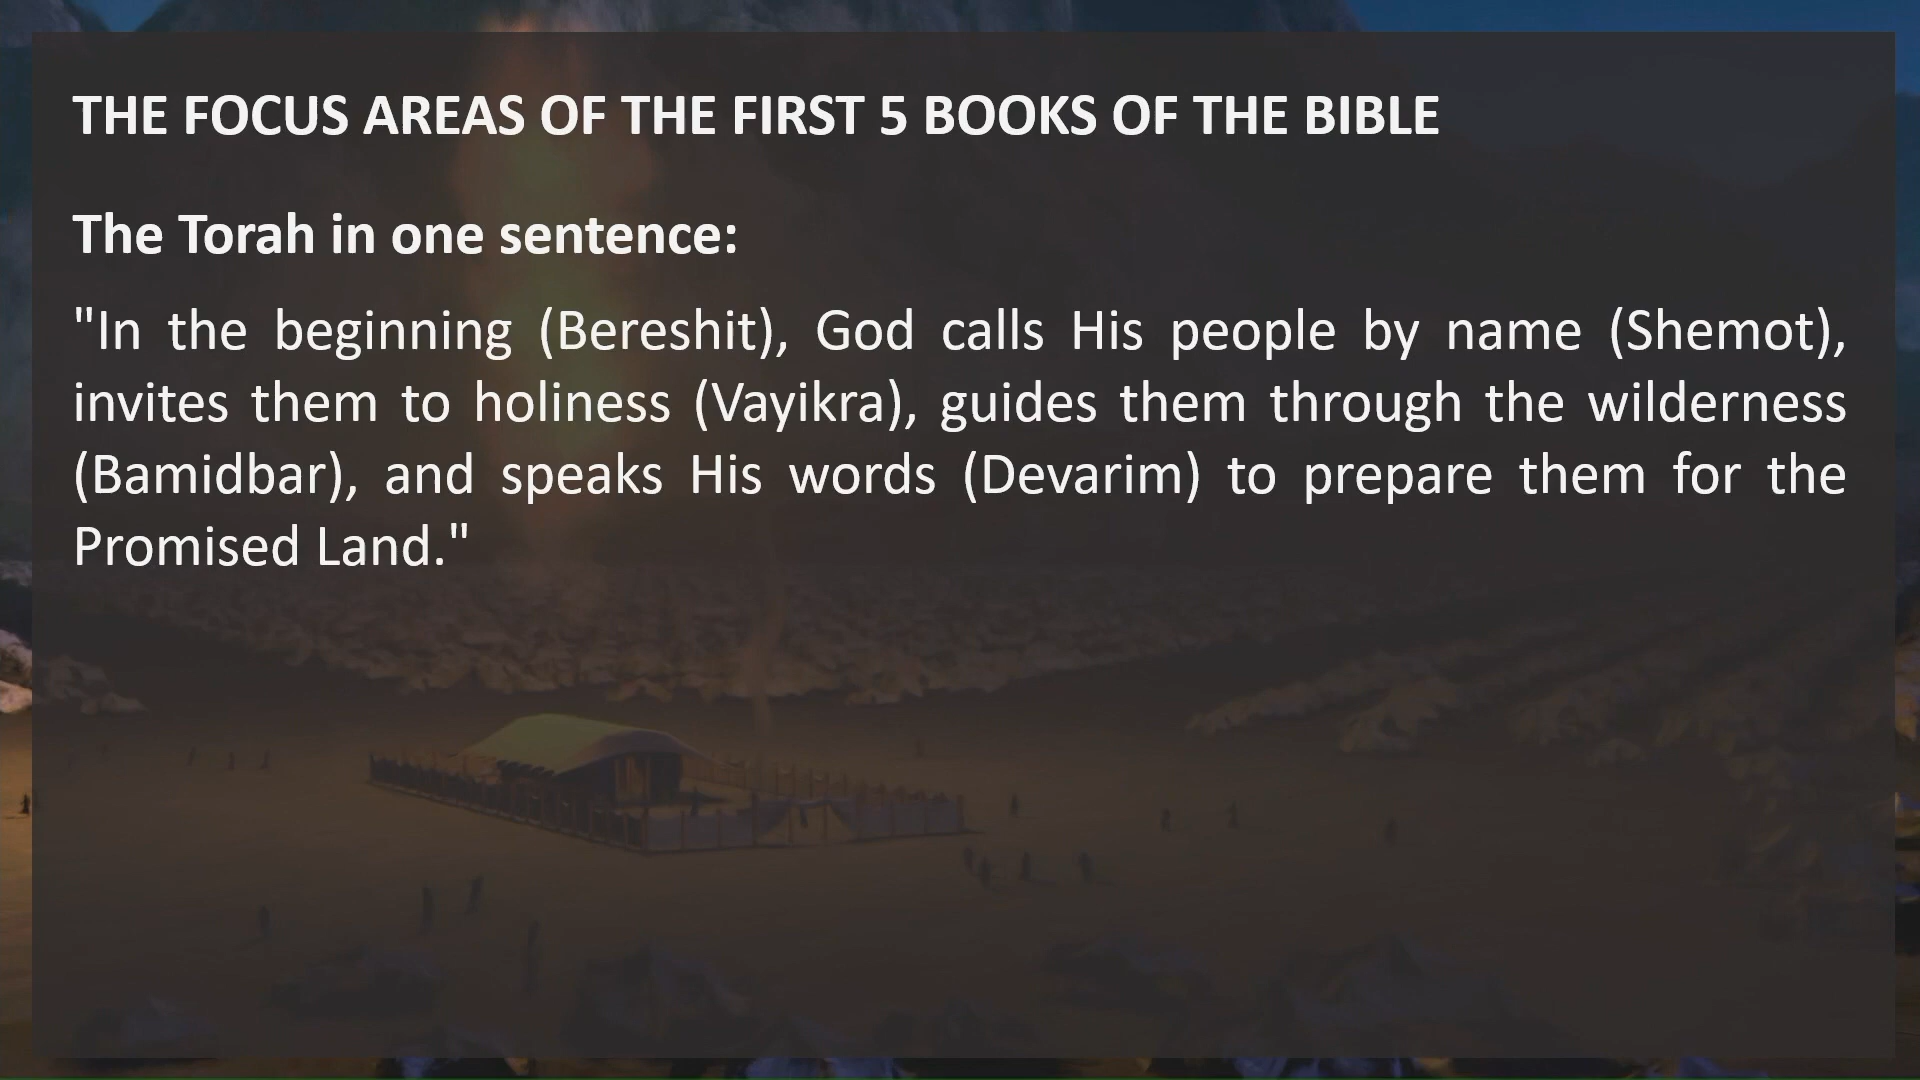 THE FOCUS AREAS OF THE FIRST 5 BOOKS OF THE BIBLE
The Torah in one sentence:
"In the beginning (Bereshit), God calls His people by name (Shemot),
invites them to holiness (Vayikra), guides them through the wilderness
(Bamidbar), and speaks His words (Devarim) to prepare them for the
Promised Land."